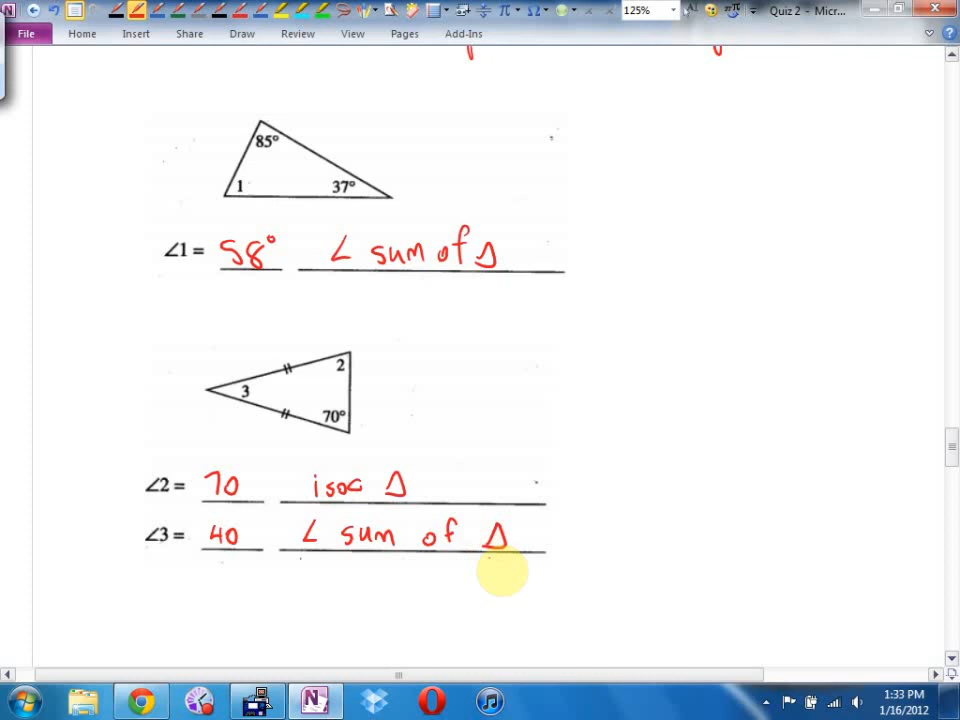 125%
Quiz 2 - Micr...
File Home Insert Share Draw Review Pages View Add-Ins
85°
1 37°
∠1 = 58° ∠ sum of Δ
2
3
70°
∠2 = 70 isoc Δ
∠3 = 40 ∠ sum of Δ
1:33 PM
1/16/2012